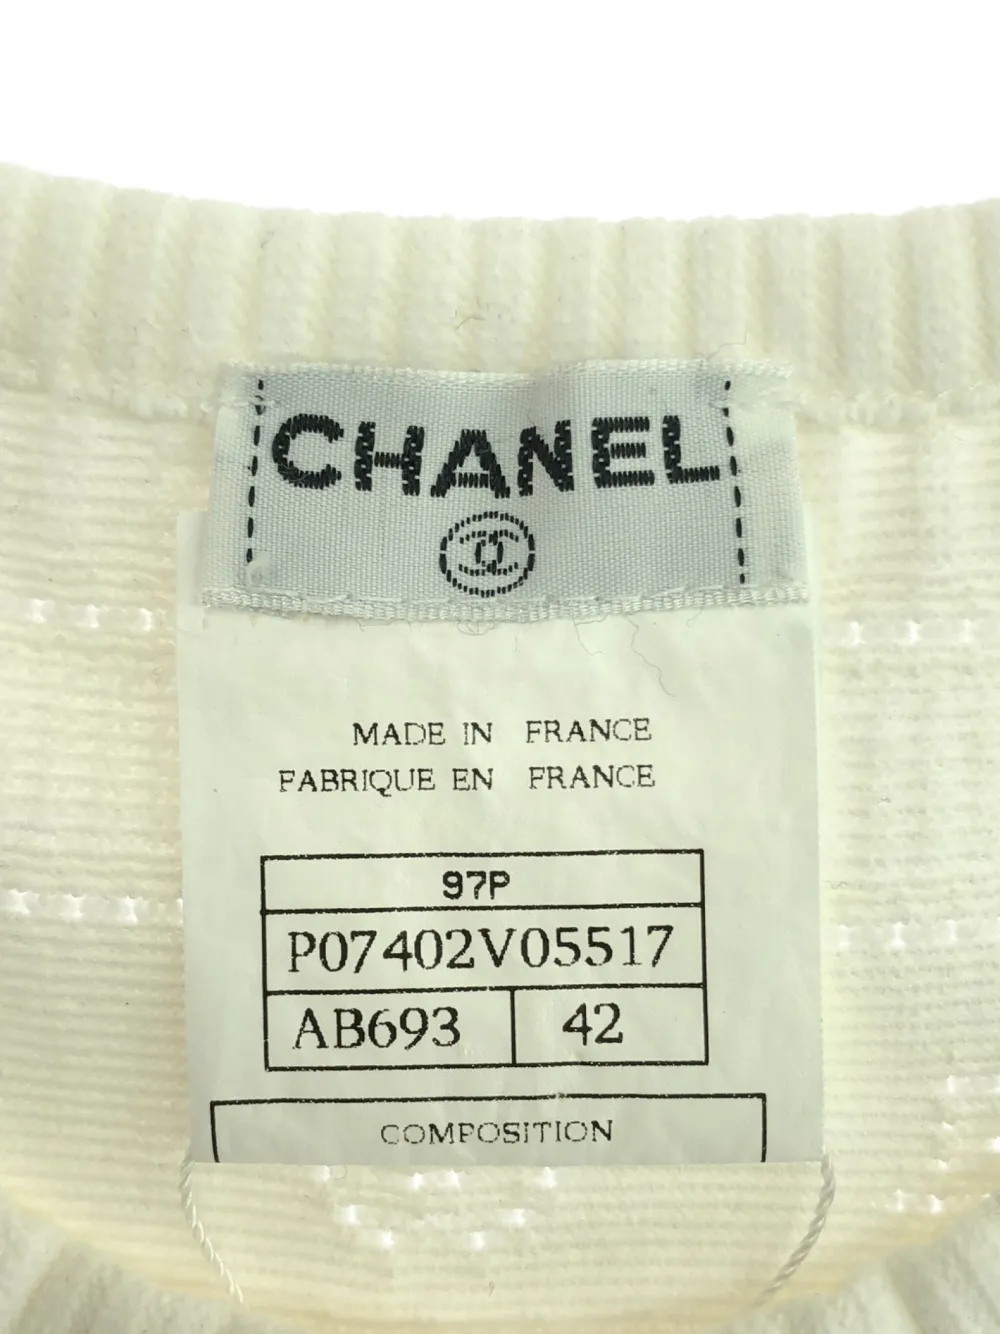 CHANEL
MADE IN FRANCE
FABRIQUE EN FRANCE
97P
P07402V05517
AB693 42
COMPOSITION